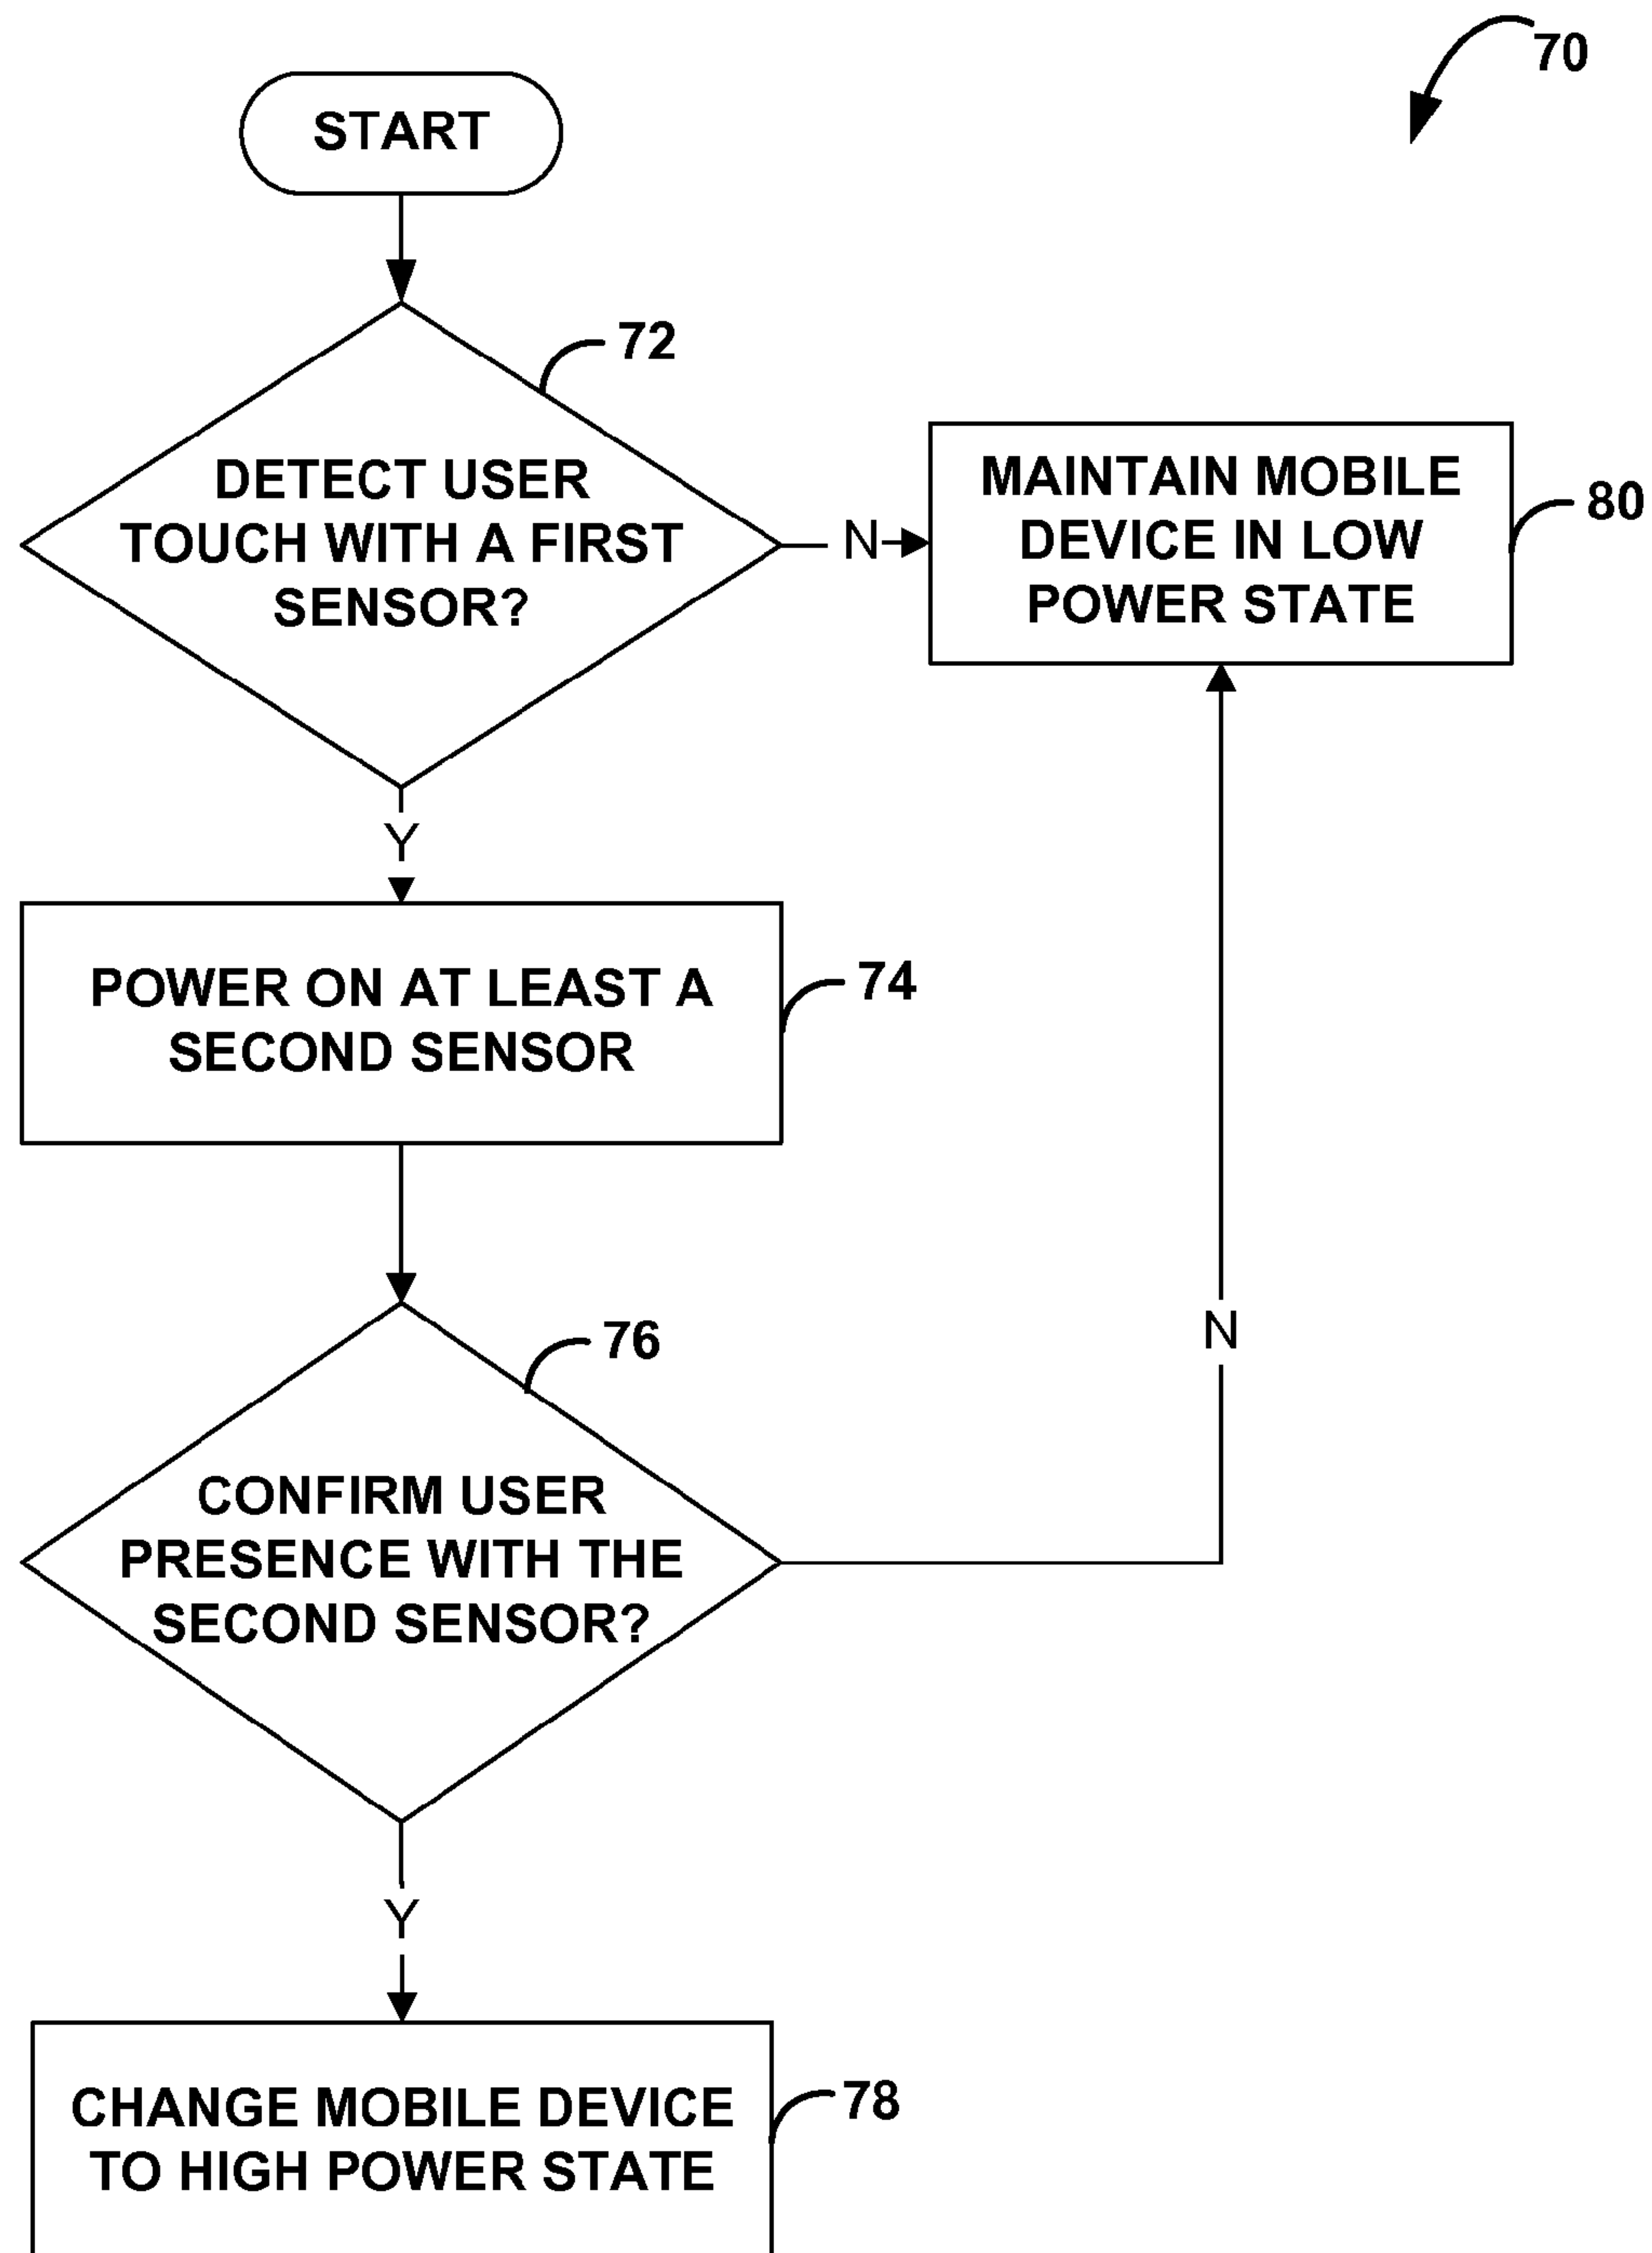 70
START
72
DETECT USER
TOUCH WITH A FIRST
SENSOR?
N
MAINTAIN MOBILE
DEVICE IN LOW
POWER STATE
80
Y
POWER ON AT LEAST A
SECOND SENSOR
74
76
N
CONFIRM USER
PRESENCE WITH THE
SECOND SENSOR?
Y
CHANGE MOBILE DEVICE
TO HIGH POWER STATE
78